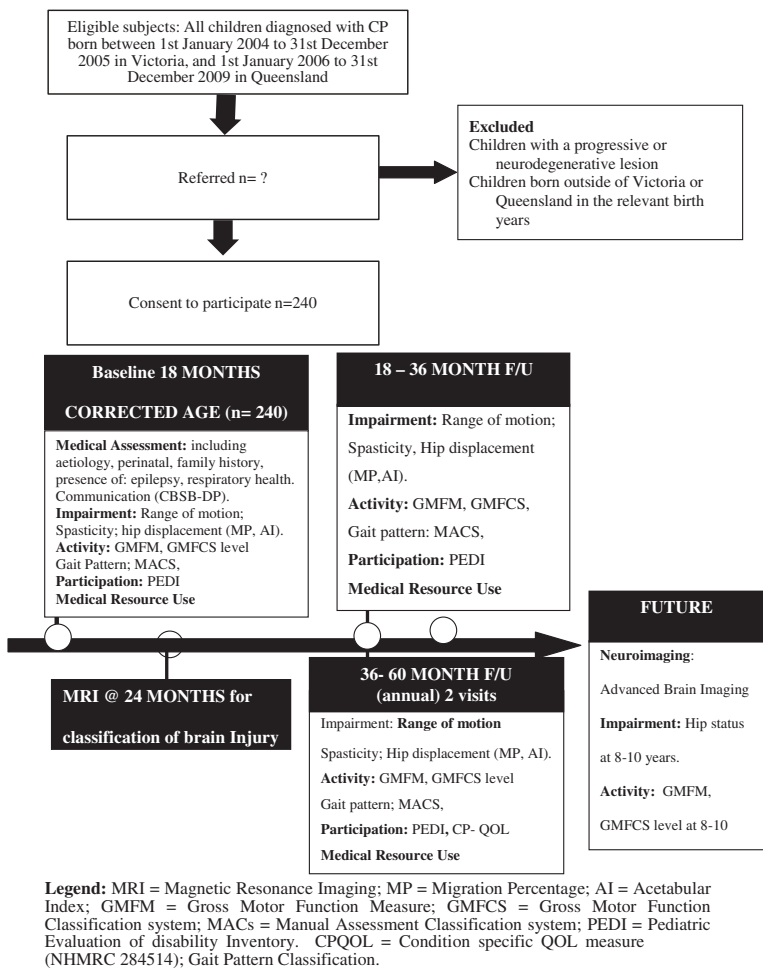 Eligible subjects: All children diagnosed with CP
born between 1st January 2004 to 31st December
2005 in Victoria, and 1st January 2006 to 31st
December 2009 in Queensland
Referred n= ?
Excluded
Children with a progressive or
neurodegenerative lesion
Children born outside of Victoria or
Queensland in the relevant birth
years
Consent to participate n=240
Baseline 18 MONTHS
CORRECTED AGE (n= 240)
Medical Assessment: including
aetiology, perinatal, family history,
presence of: epilepsy, respiratory health.
Communication (CBSB-DP).
Impairment: Range of motion;
Spasticity; hip displacement (MP, AI).
Activity: GMFM, GMFCS level
Gait Pattern; MACS,
Participation: PEDI
Medical Resource Use
18 – 36 MONTH F/U
Impairment: Range of motion;
Spasticity, Hip displacement
(MP,AI).
Activity: GMFM, GMFCS,
Gait pattern: MACS,
Participation: PEDI
Medical Resource Use
MRI @ 24 MONTHS for
classification of brain Injury
36- 60 MONTH F/U
(annual) 2 visits
Impairment: Range of motion
Spasticity; Hip displacement (MP, AI).
Activity: GMFM, GMFCS level
Gait pattern; MACS,
Participation: PEDI, CP- QOL
Medical Resource Use
FUTURE
Neuroimaging:
Advanced Brain Imaging
Impairment: Hip status
at 8-10 years.
Activity: GMFM,
GMFCS level at 8-10
Legend: MRI = Magnetic Resonance Imaging; MP = Migration Percentage; AI = Acetabular
Index; GMFM = Gross Motor Function Measure; GMFCS = Gross Motor Function
Classification system; MACs = Manual Assessment Classification system; PEDI = Pediatric
Evaluation of disability Inventory. CPQOL = Condition specific QOL measure
(NHMRC 284514); Gait Pattern Classification.